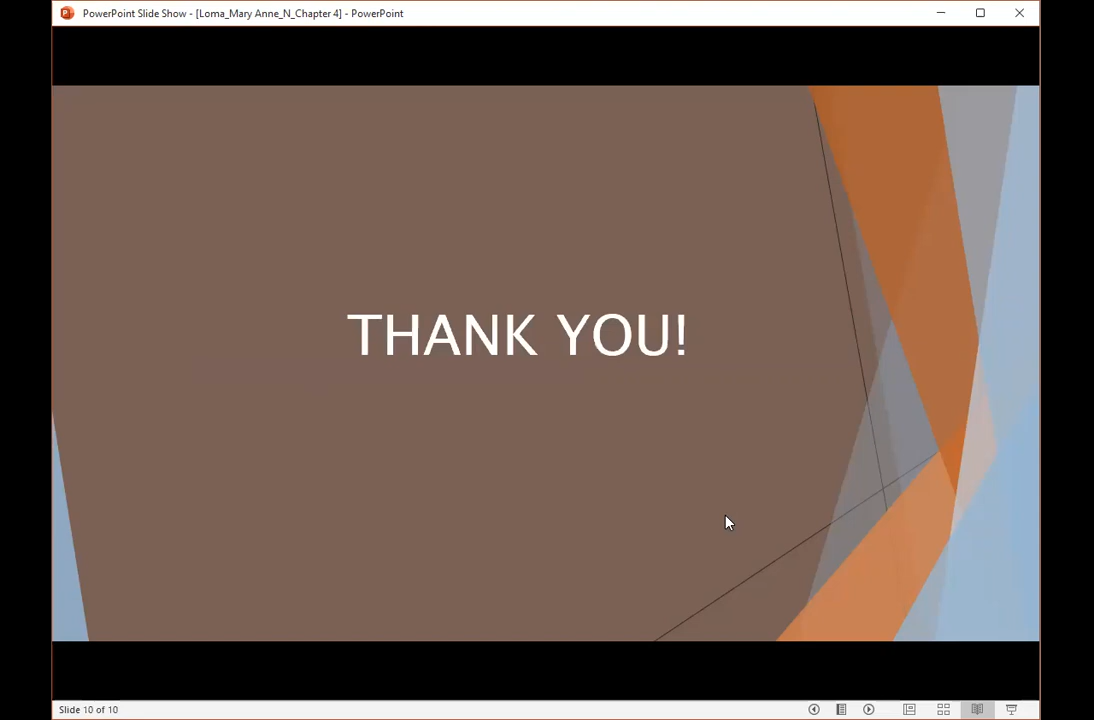 PowerPoint Slide Show - [Loma_Mary Anne_N_Chapter 4] - PowerPoint
THANK YOU!
Slide 10 of 10